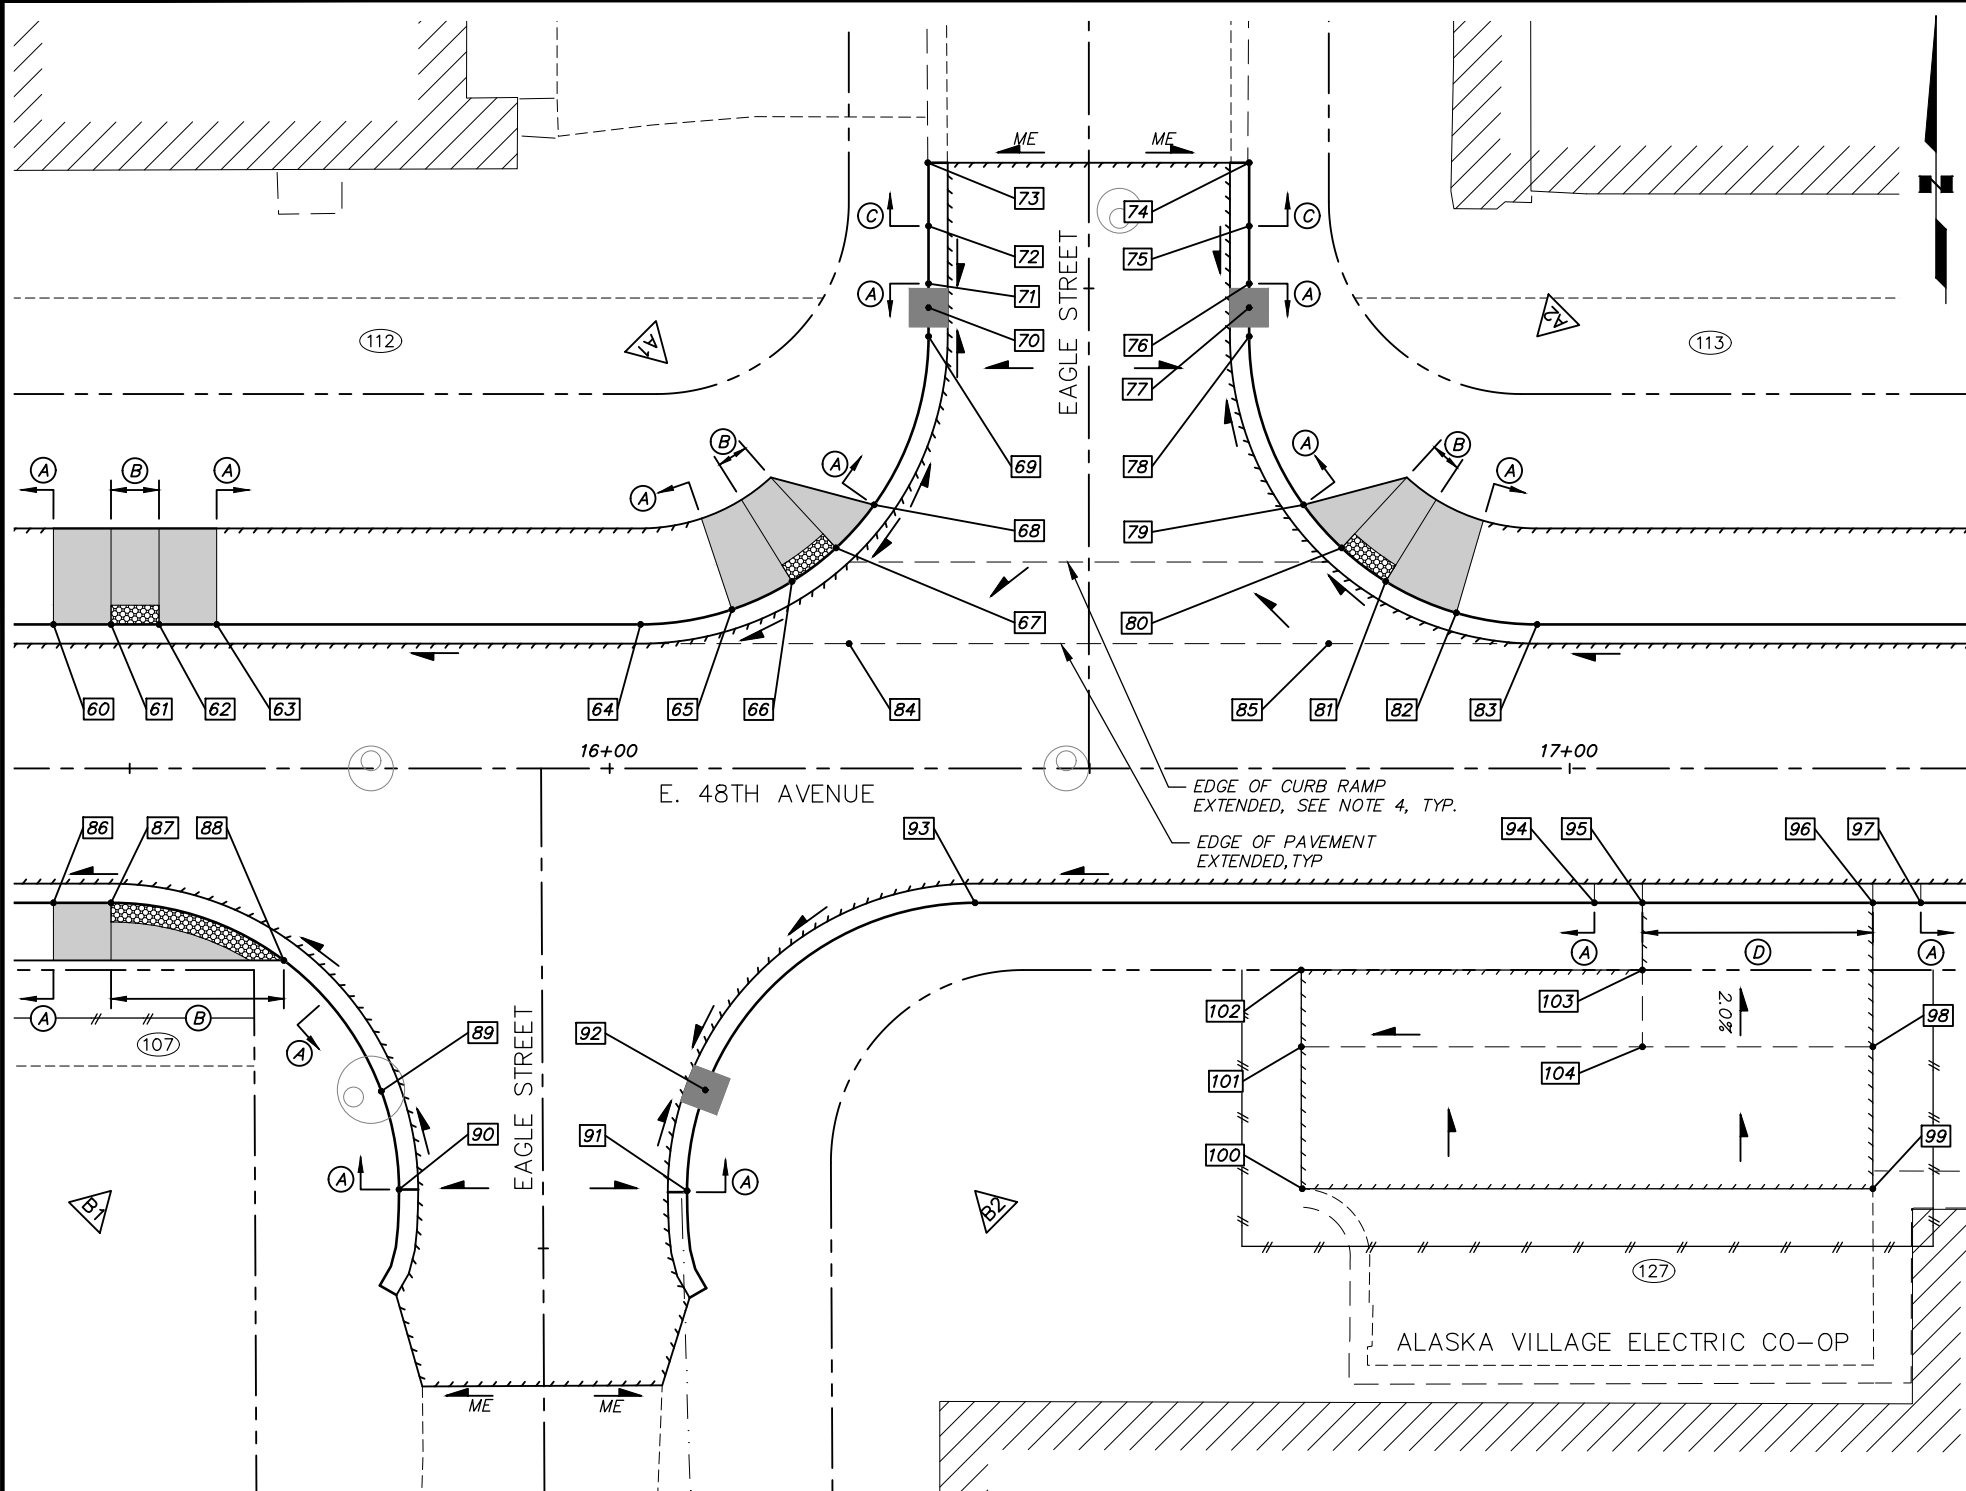 ME ME
73 74
C C
72 75
A 71 A
70 76
EAGLE STREET
112 A1 A2 113
77
A B A B A A B A
69 78
68 79
67 80
60 61 62 63 64 65 66 84 85 81 82 83
16+00 17+00
E. 48TH AVENUE
EDGE OF CURB RAMP
EXTENDED, SEE NOTE 4, TYP.
EDGE OF PAVEMENT
EXTENDED, TYP
86 87 88 93 94 95 96 97
A D A
102 103 2.0% 98
A B
107 A 89 92
EAGLE STREET
101 104
90 91 99
100
A A
B1 B2
127
ALASKA VILLAGE ELECTRIC CO-OP
ME ME
N